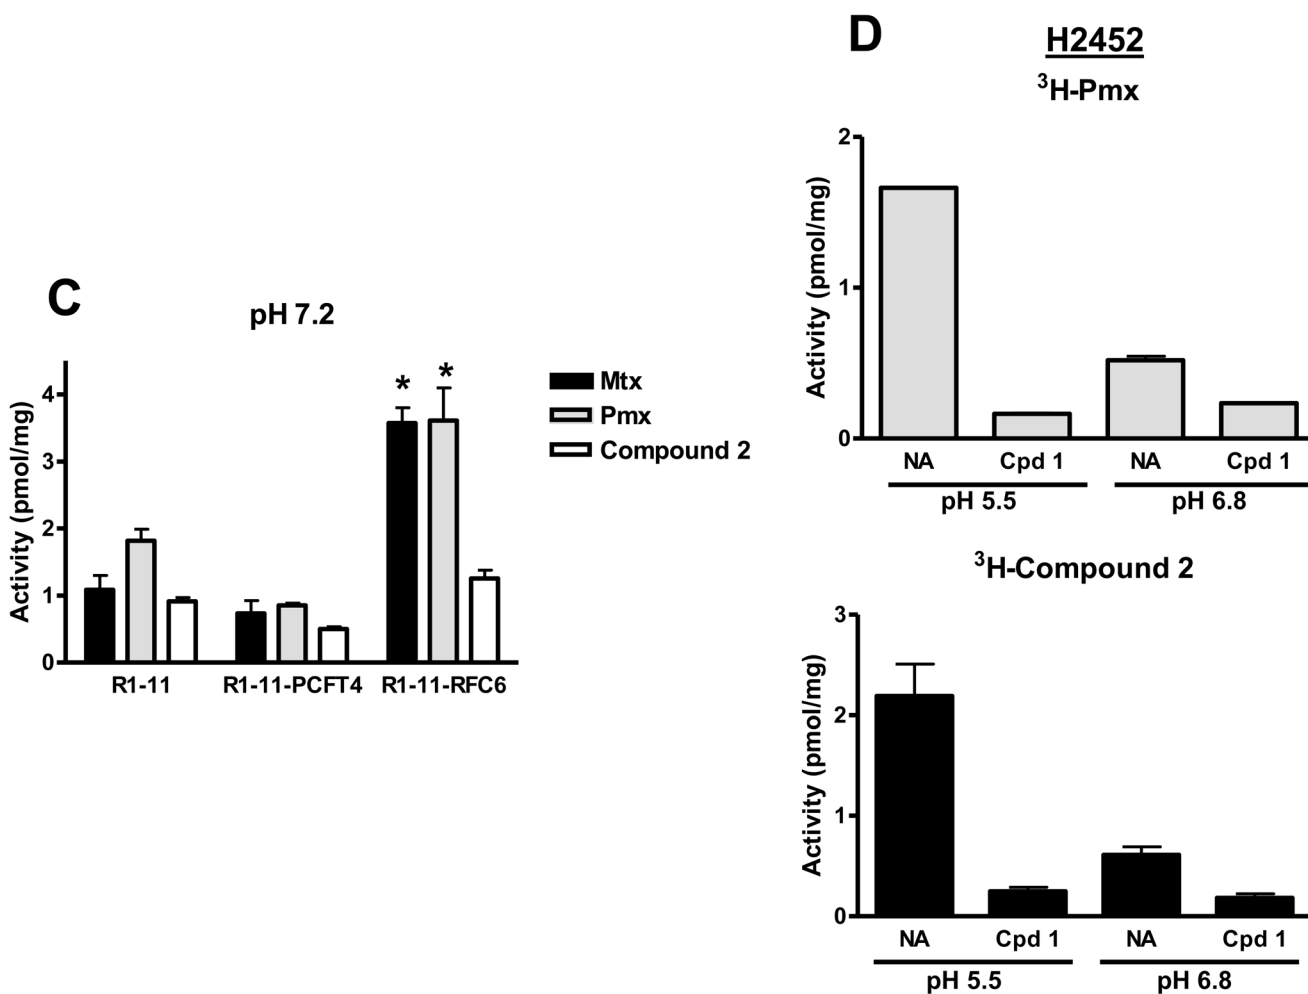 C
pH 7.2
Activity (pmol/mg)
4
3
2
1
0
* *
R1-11 R1-11-PCFT4 R1-11-RFC6
Mtx
Pmx
Compound 2
D
H2452
³H-Pmx
Activity (pmol/mg)
2
1
0
NA Cpd 1 NA Cpd 1
pH 5.5 pH 6.8
³H-Compound 2
Activity (pmol/mg)
3
2
1
0
NA Cpd 1 NA Cpd 1
pH 5.5 pH 6.8